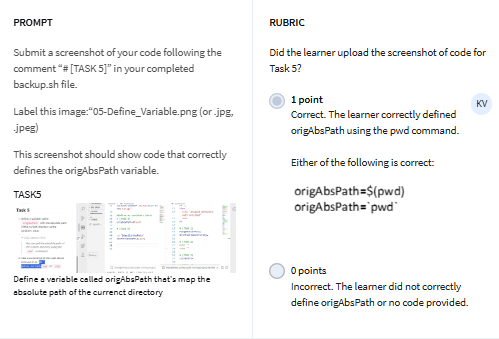 PROMPT
Submit a screenshot of your code following the
comment “# [TASK 5]” in your completed
backup.sh file.
Label this image:“05-Define_Variable.png (or .jpg,
.jpeg)
This screenshot should show code that correctly
defines the origAbsPath variable.
TASK5
Task 5
Define a variable called origAbsPath that's map the
absolute path of the currenct directory
RUBRIC
Did the learner upload the screenshot of code for
Task 5?
1 point
KV
Correct. The learner correctly defined
origAbsPath using the pwd command.
Either of the following is correct:
origAbsPath=$(pwd)
origAbsPath=`pwd`
0 points
Incorrect. The learner did not correctly
define origAbsPath or no code provided.